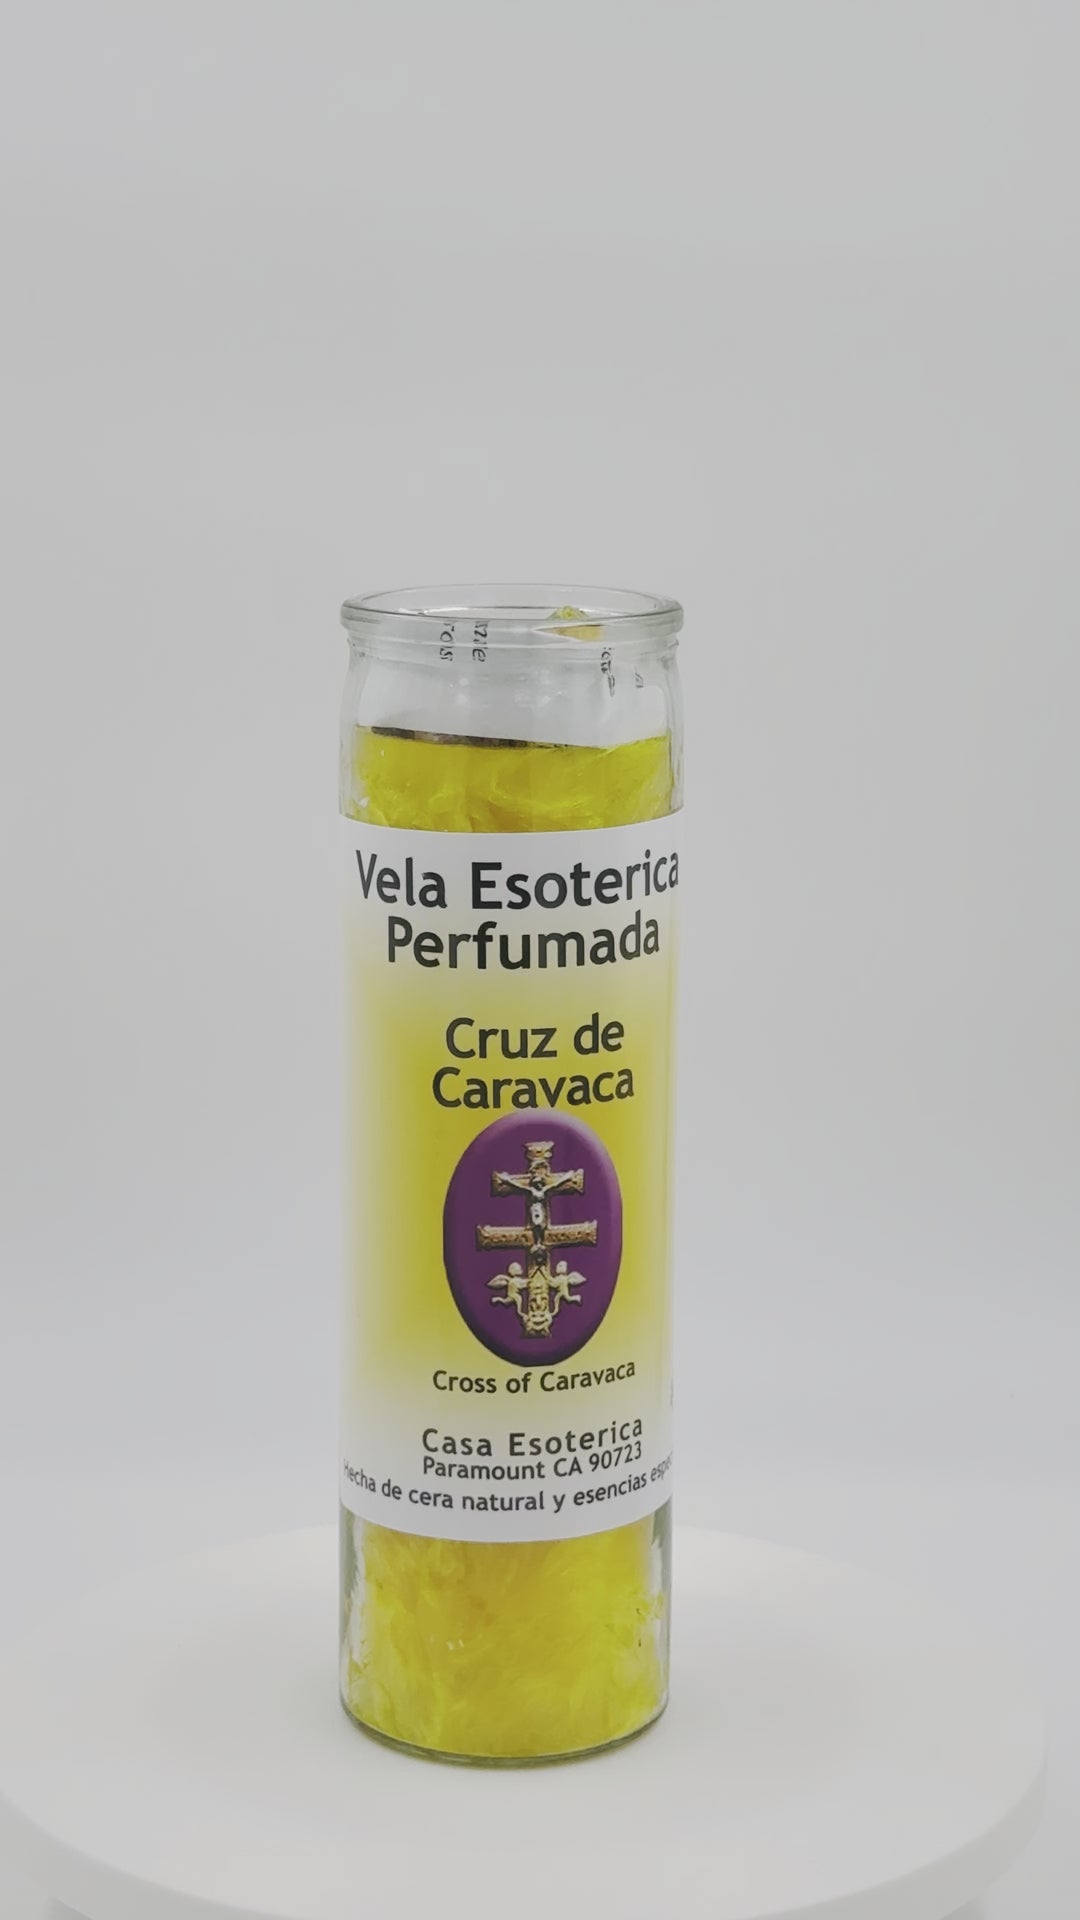 Vela Esoterica
Perfumada
Cruz de
Caravaca
Cross of Caravaca
Casa Esoterica
Paramount CA 90723
Hecha de cera natural y esencias